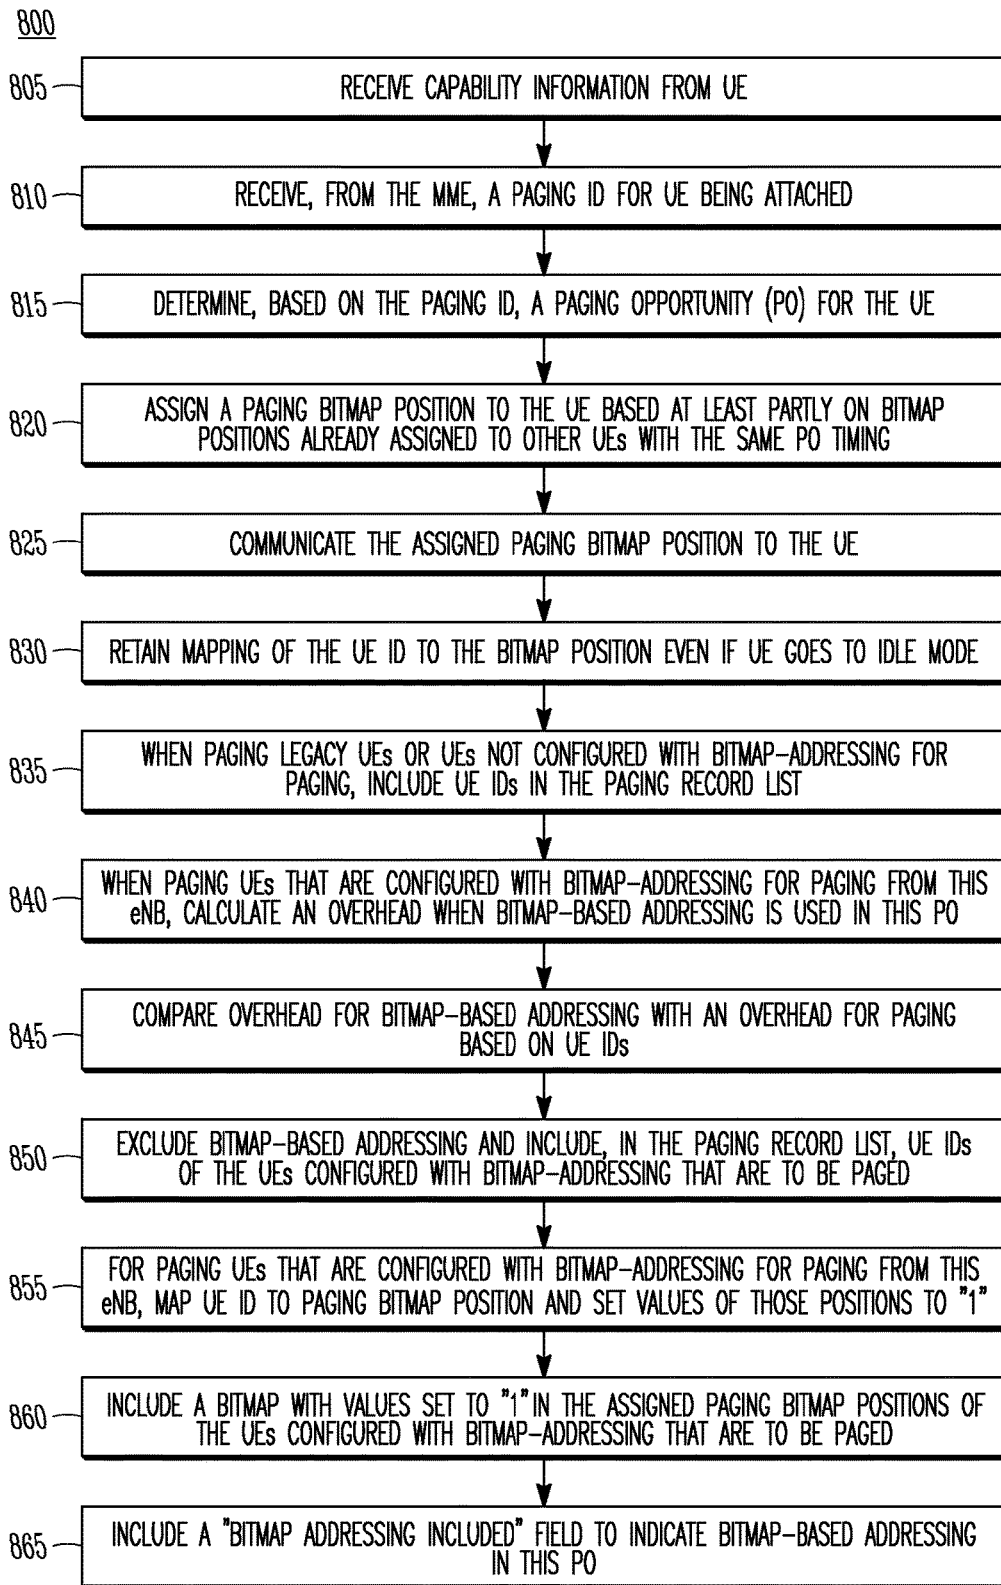 800
805
RECEIVE CAPABILITY INFORMATION FROM UE
810
RECEIVE, FROM THE MME, A PAGING ID FOR UE BEING ATTACHED
815
DETERMINE, BASED ON THE PAGING ID, A PAGING OPPORTUNITY (PO) FOR THE UE
820
ASSIGN A PAGING BITMAP POSITION TO THE UE BASED AT LEAST PARTLY ON BITMAP
POSITIONS ALREADY ASSIGNED TO OTHER UEs WITH THE SAME PO TIMING
825
COMMUNICATE THE ASSIGNED PAGING BITMAP POSITION TO THE UE
830
RETAIN MAPPING OF THE UE ID TO THE BITMAP POSITION EVEN IF UE GOES TO IDLE MODE
835
WHEN PAGING LEGACY UEs OR UEs NOT CONFIGURED WITH BITMAP-ADDRESSING FOR
PAGING, INCLUDE UE IDs IN THE PAGING RECORD LIST
840
WHEN PAGING UEs THAT ARE CONFIGURED WITH BITMAP-ADDRESSING FOR PAGING FROM THIS
eNB, CALCULATE AN OVERHEAD WHEN BITMAP-BASED ADDRESSING IS USED IN THIS PO
845
COMPARE OVERHEAD FOR BITMAP-BASED ADDRESSING WITH AN OVERHEAD FOR PAGING
BASED ON UE IDs
850
EXCLUDE BITMAP-BASED ADDRESSING AND INCLUDE, IN THE PAGING RECORD LIST, UE IDs
OF THE UEs CONFIGURED WITH BITMAP-ADDRESSING THAT ARE TO BE PAGED
855
FOR PAGING UEs THAT ARE CONFIGURED WITH BITMAP-ADDRESSING FOR PAGING FROM THIS
eNB, MAP UE ID TO PAGING BITMAP POSITION AND SET VALUES OF THOSE POSITIONS TO "1"
860
INCLUDE A BITMAP WITH VALUES SET TO "1" IN THE ASSIGNED PAGING BITMAP POSITIONS OF
THE UEs CONFIGURED WITH BITMAP-ADDRESSING THAT ARE TO BE PAGED
865
INCLUDE A "BITMAP ADDRESSING INCLUDED" FIELD TO INDICATE BITMAP-BASED ADDRESSING
IN THIS PO